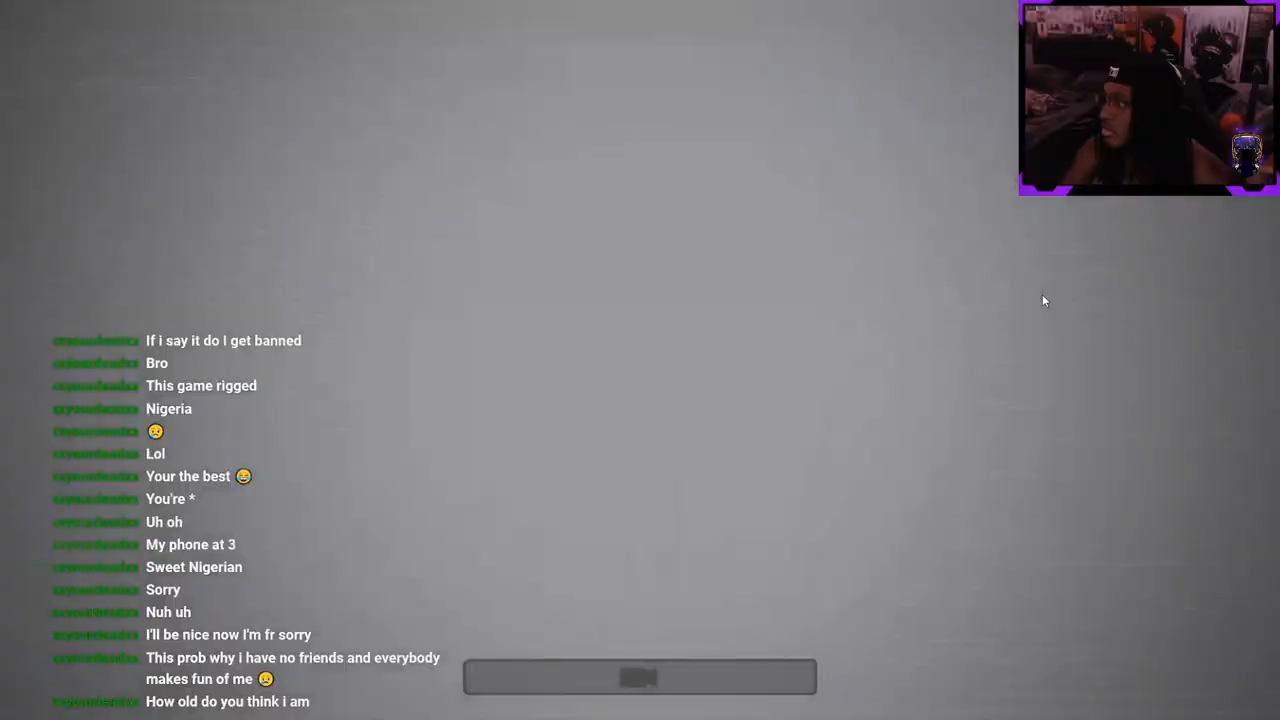 If i say it do I get banned
Bro
This game rigged
Nigeria
😥
Lol
Your the best 😂
You're *
Uh oh
My phone at 3
Sweet Nigerian
Sorry
Nuh uh
I'll be nice now I'm fr sorry
This prob why i have no friends and everybody
makes fun of me 😥
How old do you think i am